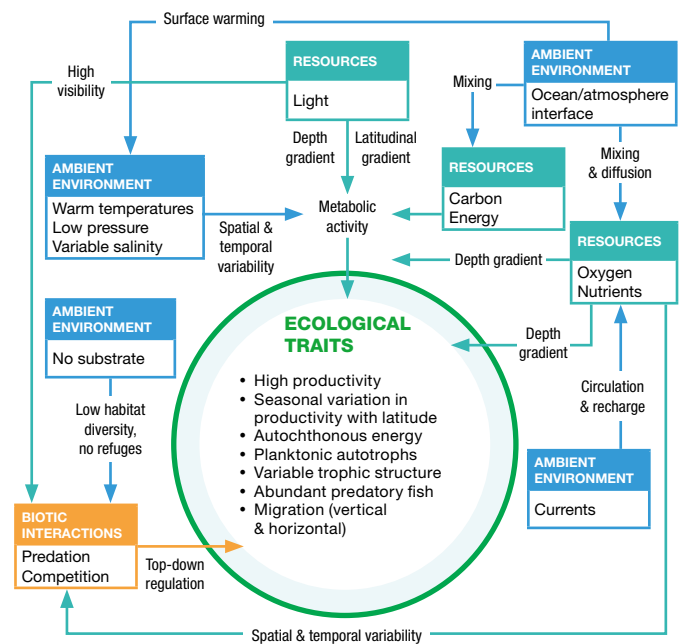 Surface warming
High
visibility
RESOURCES
Light
AMBIENT
ENVIRONMENT
Ocean/atmosphere
interface
Mixing
Depth
gradient
Latitudinal
gradient
Mixing
& diffusion
AMBIENT
ENVIRONMENT
Warm temperatures
Low pressure
Variable salinity
Spatial &
temporal
variability
Metabolic
activity
RESOURCES
Carbon
Energy
RESOURCES
Oxygen
Nutrients
Depth gradient
AMBIENT
ENVIRONMENT
No substrate
Low habitat
diversity,
no refuges
ECOLOGICAL
TRAITS
• High productivity
• Seasonal variation in
productivity with latitude
• Autochthonous energy
• Planktonic autotrophs
• Variable trophic structure
• Abundant predatory fish
• Migration (vertical
& horizontal)
Depth
gradient
Circulation
& recharge
AMBIENT
ENVIRONMENT
Currents
BIOTIC
INTERACTIONS
Predation
Competition
Top-down
regulation
Spatial & temporal variability